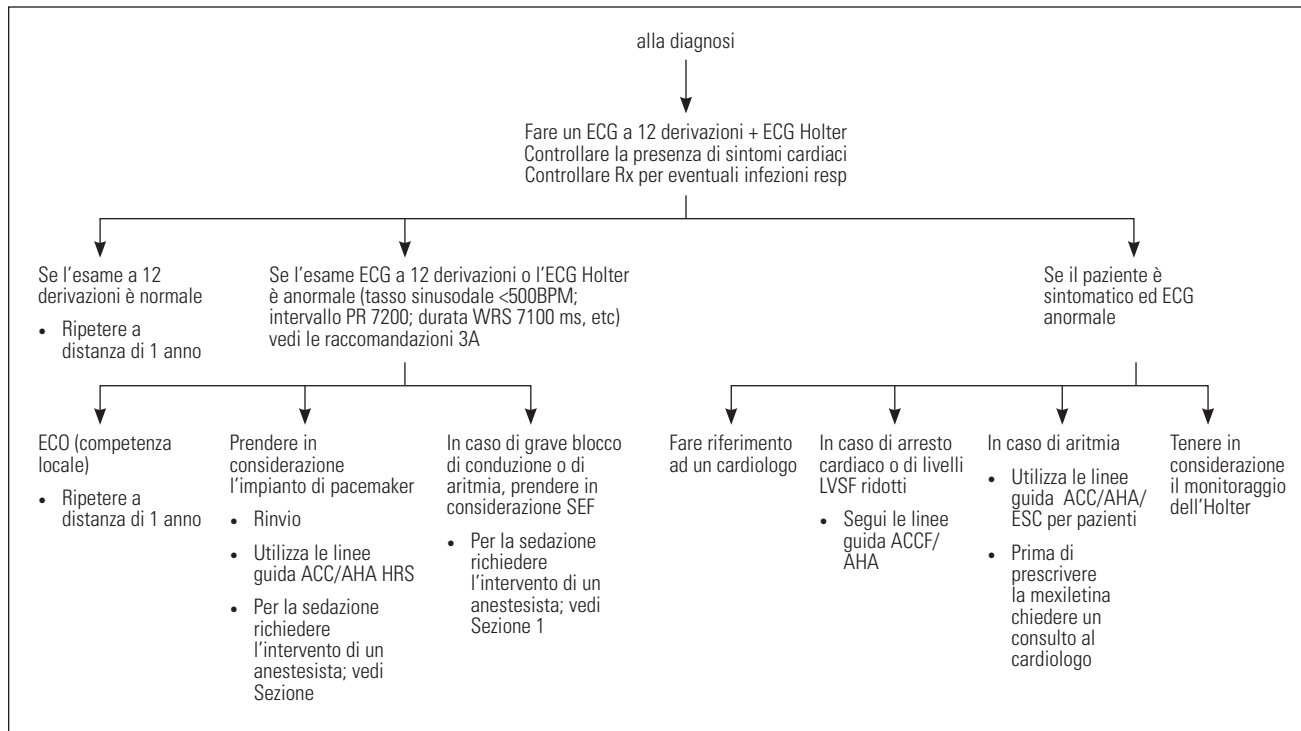 alla diagnosi
Fare un ECG a 12 derivazioni + ECG Holter
Controllare la presenza di sintomi cardiaci
Controllare Rx per eventuali infezioni resp
Se l'esame a 12
derivazioni è normale
• Ripetere a
distanza di 1 anno
Se l'esame ECG a 12 derivazioni o l'ECG Holter
è anormale (tasso sinusodale <500BPM;
intervallo PR 7200; durata WRS 7100 ms, etc)
vedi le raccomandazioni 3A
Se il paziente è
sintomatico ed ECG
anormale
ECO (competenza
locale)
• Ripetere a
distanza di 1 anno
Prendere in
considerazione
l'impianto di pacemaker
• Rinvio
• Utilizza le linee
guida ACC/AHA HRS
• Per la sedazione
richiedere
l'intervento di un
anestesista; vedi
Sezione
In caso di grave blocco
di conduzione o di
aritmia, prendere in
considerazione SEF
• Per la sedazione
richiedere
l'intervento di un
anestesista; vedi
Sezione 1
Fare riferimento
ad un cardiologo
In caso di arresto
cardiaco o di livelli
LVSF ridotti
• Segui le linee
guida ACCF/
AHA
In caso di aritmia
• Utilizza le linee
guida ACC/AHA/
ESC per pazienti
• Prima di
prescrivere
la mexiletina
chiedere un
consulto al
cardiologo
Tenere in
considerazione
il monitoraggio
dell'Holter